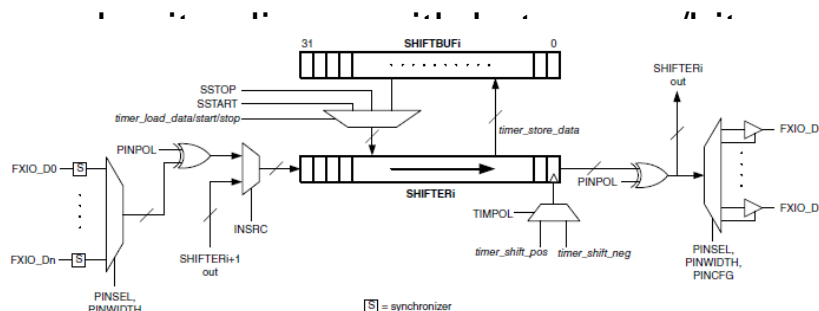 31 SHIFTBUFi 0
SSTOP
SSTART
timer_load_data/start/stop
SHIFTERi
out
timer_store_data
FXIO_D
PINPOL
FXIO_D0 S
SHIFTERi
PINPOL
TIMPOL
INSRC
FXIO_D
timer_shift_pos timer_shift_neg
FXIO_Dn S
SHIFTERi+1
out
PINSEL,
PINWIDTH,
PINCFG
PINSEL,
PINWIDTH
S = synchronizer